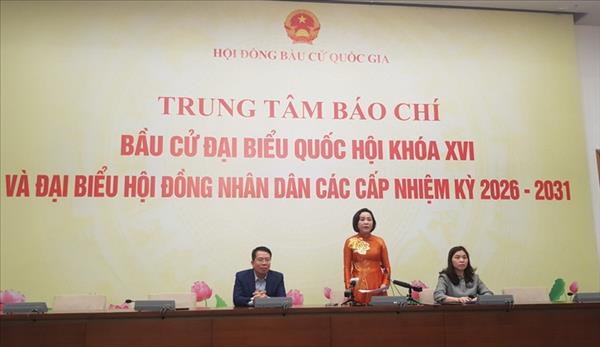 HỘI ĐỒNG BẦU CỬ QUỐC GIA
TRUNG TÂM BÁO CHÍ
BẦU CỬ ĐẠI BIỂU QUỐC HỘI KHÓA XVI
VÀ ĐẠI BIỂU HỘI ĐỒNG NHÂN DÂN CÁC CẤP NHIỆM KỲ 2026 - 2031